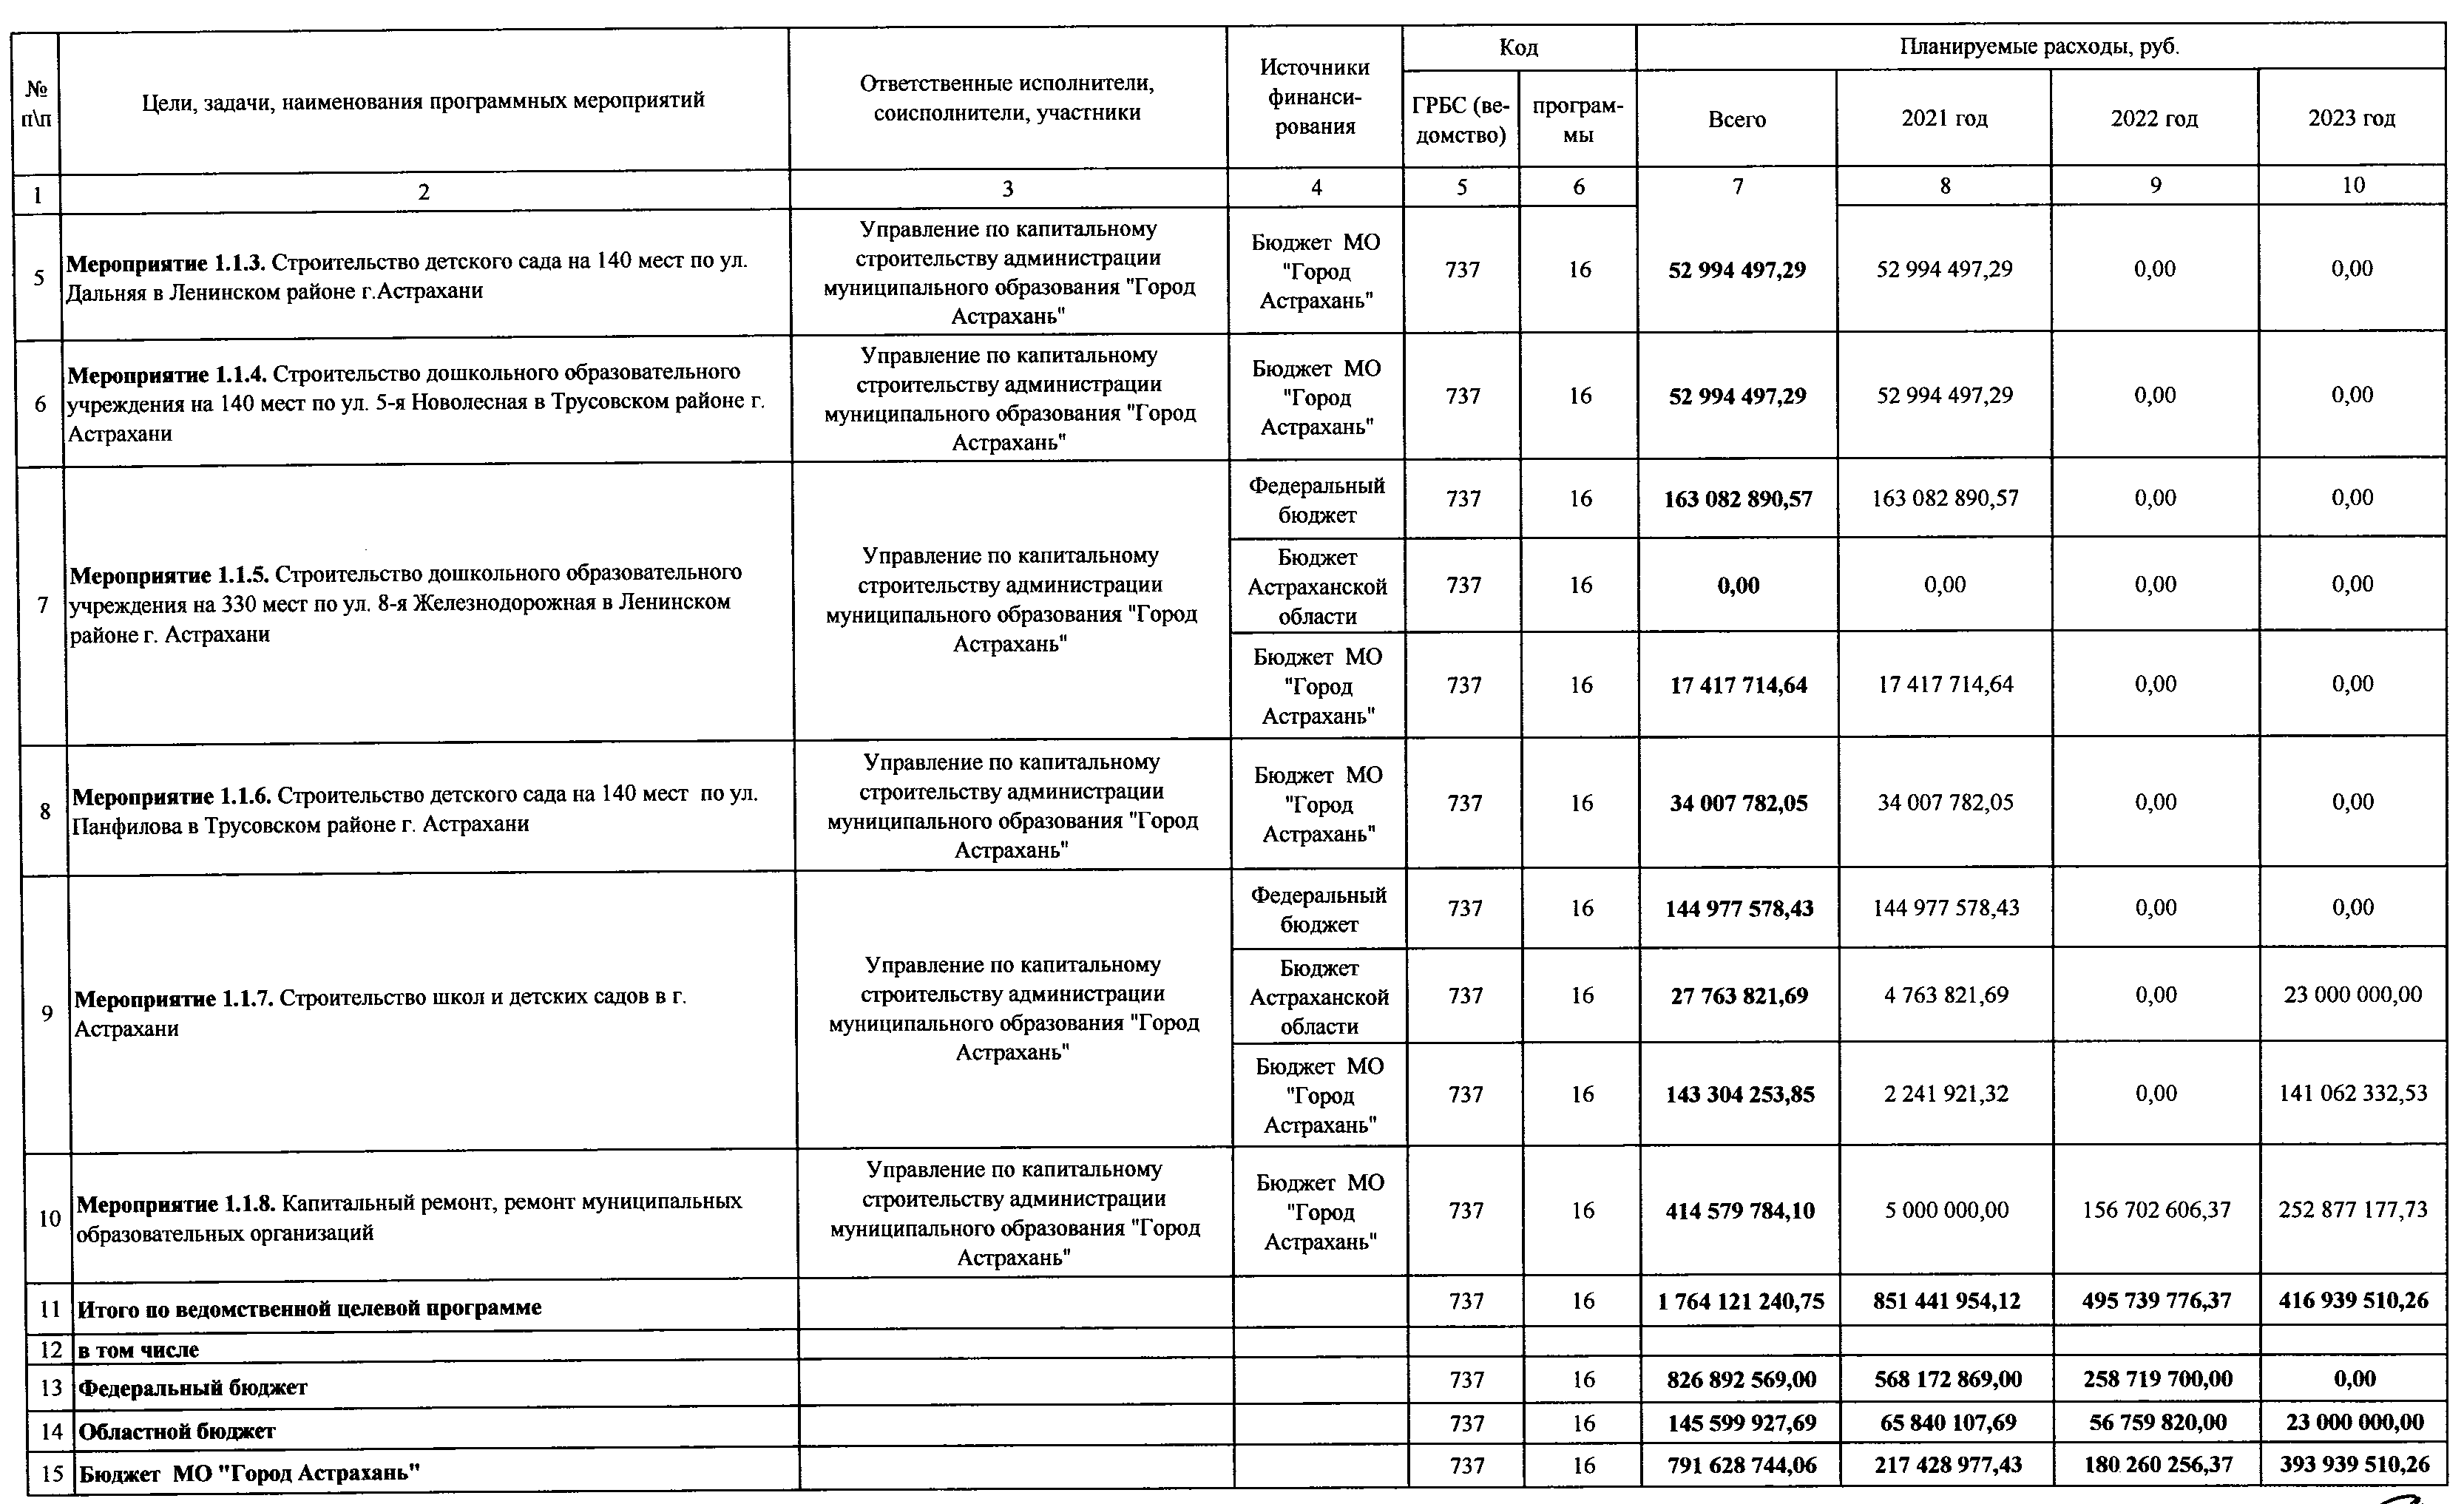 №
п\п
Цели, задачи, наименования программных мероприятий
Ответственные исполнители,
соисполнители, участники
Источники
финанси-
рования
Код
Планируемые расходы, руб.
ГРБС (ве-
домство)
програм-
мы
Всего
2021 год
2022 год
2023 год
1 2 3 4 5 6 7 8 9 10
5
Мероприятие 1.1.3. Строительство детского сада на 140 мест по ул.
Дальняя в Ленинском районе г.Астрахани
Управление по капитальному
строительству администрации
муниципального образования "Город
Астрахань"
Бюджет МО
"Город
Астрахань"
737 16 52 994 497,29 52 994 497,29 0,00 0,00
6
Мероприятие 1.1.4. Строительство дошкольного образовательного
учреждения на 140 мест по ул. 5-я Новолесная в Трусовском районе г.
Астрахани
Управление по капитальному
строительству администрации
муниципального образования "Город
Астрахань"
Бюджет МО
"Город
Астрахань"
737 16 52 994 497,29 52 994 497,29 0,00 0,00
7
Мероприятие 1.1.5. Строительство дошкольного образовательного
учреждения на 330 мест по ул. 8-я Железнодорожная в Ленинском
районе г. Астрахани
Управление по капитальному
строительству администрации
муниципального образования "Город
Астрахань"
Федеральный
бюджет
737 16 163 082 890,57 163 082 890,57 0,00 0,00
Бюджет
Астраханской
области
737 16 0,00 0,00 0,00 0,00
Бюджет МО
"Город
Астрахань"
737 16 17 417 714,64 17 417 714,64 0,00 0,00
8
Мероприятие 1.1.6. Строительство детского сада на 140 мест по ул.
Панфилова в Трусовском районе г. Астрахани
Управление по капитальному
строительству администрации
муниципального образования "Город
Астрахань"
Бюджет МО
"Город
Астрахань"
737 16 34 007 782,05 34 007 782,05 0,00 0,00
9
Мероприятие 1.1.7. Строительство школ и детских садов в г.
Астрахани
Управление по капитальному
строительству администрации
муниципального образования "Город
Астрахань"
Федеральный
бюджет
737 16 144 977 578,43 144 977 578,43 0,00 0,00
Бюджет
Астраханской
области
737 16 27 763 821,69 4 763 821,69 0,00 23 000 000,00
Бюджет МО
"Город
Астрахань"
737 16 143 304 253,85 2 241 921,32 0,00 141 062 332,53
10
Мероприятие 1.1.8. Капитальный ремонт, ремонт муниципальных
образовательных организаций
Управление по капитальному
строительству администрации
муниципального образования "Город
Астрахань"
Бюджет МО
"Город
Астрахань"
737 16 414 579 784,10 5 000 000,00 156 702 606,37 252 877 177,73
11 Итого по ведомственной целевой программе 737 16 1 764 121 240,75 851 441 954,12 495 739 776,37 416 939 510,26
12 в том числе
13 Федеральный бюджет 737 16 826 892 569,00 568 172 869,00 258 719 700,00 0,00
14 Областной бюджет 737 16 145 599 927,69 65 840 107,69 56 759 820,00 23 000 000,00
15 Бюджет МО "Город Астрахань" 737 16 791 628 744,06 217 428 977,43 180 260 256,37 393 939 510,26